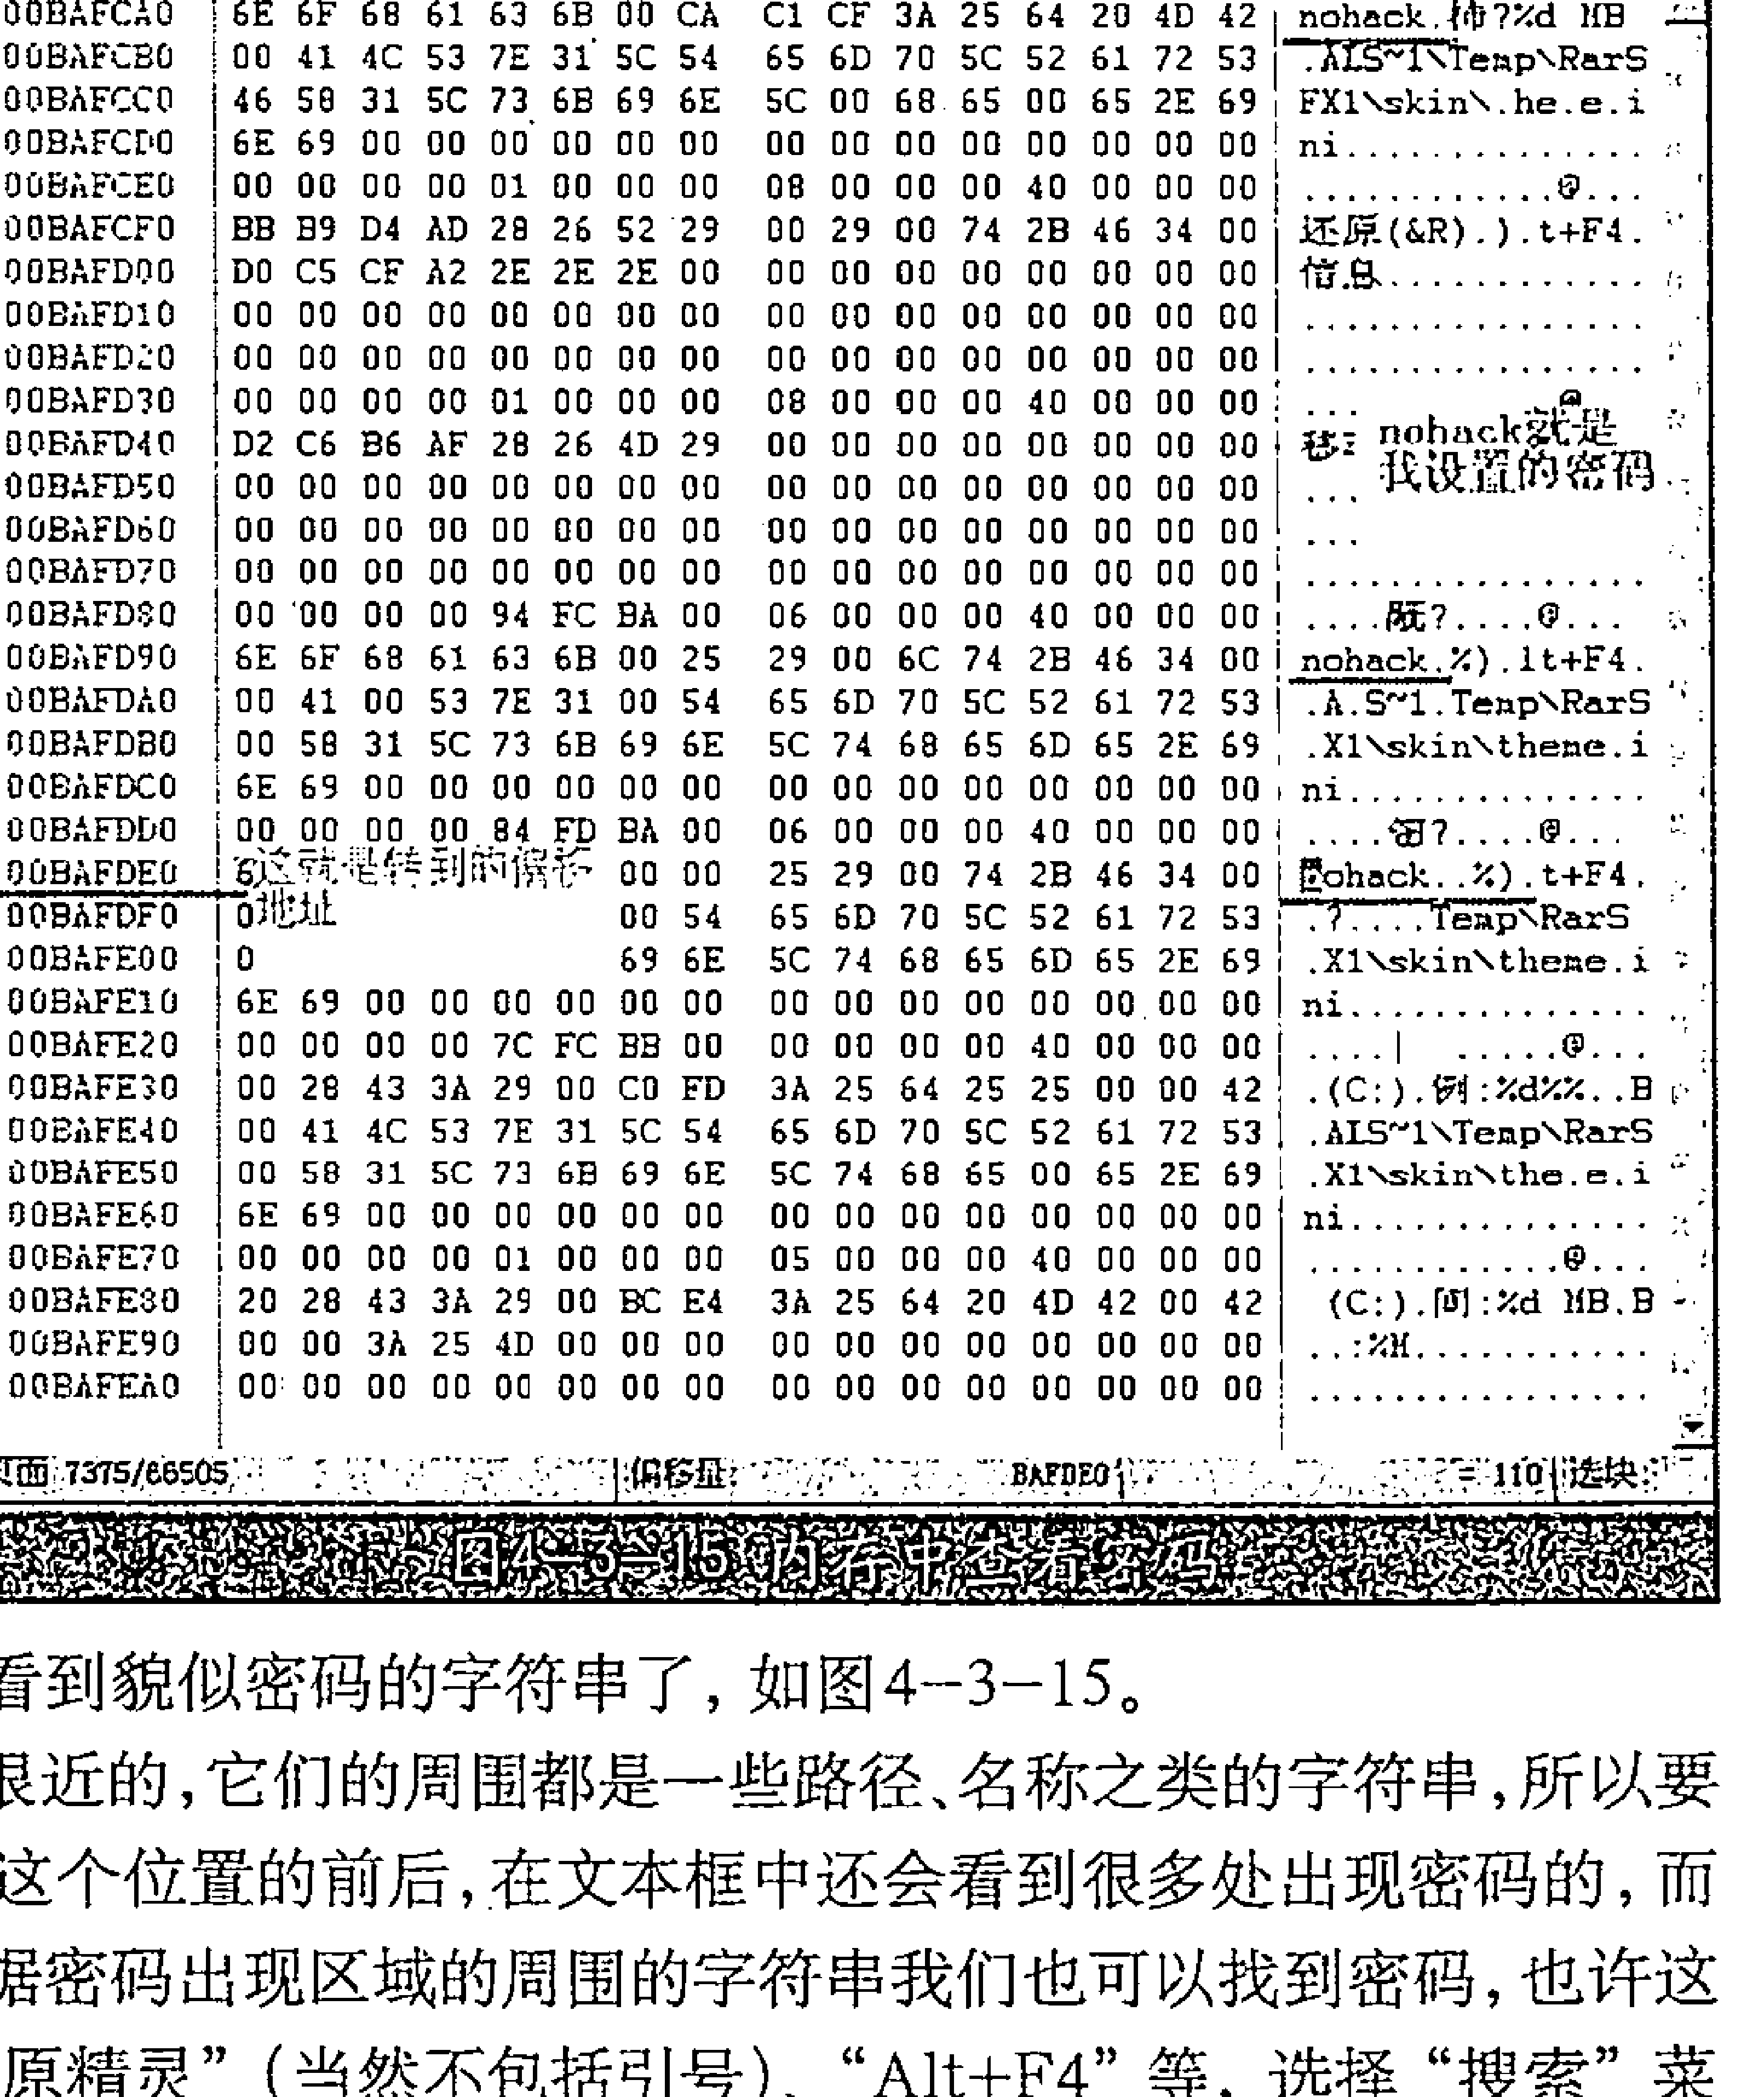 00BAFCA0 6E 6F 68 61 63 6B 00 CA C1 CF 3A 25 64 20 4D 42 nohack.?%d MB
00BAFCB0 00 41 4C 53 7E 31 5C 54 65 6D 70 5C 52 61 72 53 .ALS~1\Temp\RarS
00BAFCC0 46 58 31 5C 73 6B 69 6E 5C 00 68 65 00 65 2E 69 FX1\skin\.he.e.i
00BAFCD0 6E 69 00 00 00 00 00 00 00 00 00 00 00 00 00 00 ni..............
00BAFCE0 00 00 00 00 01 00 00 00 08 00 00 00 40 00 00 00 ............@...
00BAFCF0 BB B9 D4 AD 28 26 52 29 00 29 00 74 2B 46 34 00 还原(&R).).t+F4.
00BAFD00 D0 C5 CF A2 2E 2E 2E 00 00 00 00 00 00 00 00 00 信息............
00BAFD10 00 00 00 00 00 00 00 00 00 00 00 00 00 00 00 00 ................
00BAFD20 00 00 00 00 00 00 00 00 00 00 00 00 00 00 00 00 ................
00BAFD30 00 00 00 00 01 00 00 00 08 00 00 00 40 00 00 00 ... @
00BAFD40 D2 C6 B6 AF 28 26 4D 29 00 00 00 00 00 00 00 00 移
nohack就是
我设置的密码
00BAFD50 00 00 00 00 00 00 00 00 00 00 00 00 00 00 00 00 ...
00BAFD60 00 00 00 00 00 00 00 00 00 00 00 00 00 00 00 00 ...
00BAFD70 00 00 00 00 00 00 00 00 00 00 00 00 00 00 00 00 ................
00BAFD80 00 00 00 00 94 FC BA 00 06 00 00 00 40 00 00 00 ....?....@...
00BAFD90 6E 6F 68 61 63 6B 00 25 29 00 6C 74 2B 46 34 00 nohack.%).lt+F4.
00BAFDA0 00 41 00 53 7E 31 00 54 65 6D 70 5C 52 61 72 53 .A.S~1.Temp\RarS
00BAFDB0 00 58 31 5C 73 6B 69 6E 5C 74 68 65 6D 65 2E 69 .X1\skin\theme.i
00BAFDC0 6E 69 00 00 00 00 00 00 00 00 00 00 00 00 00 00 ni..............
00BAFDD0 00 00 00 00 84 FD BA 00 06 00 00 00 40 00 00 00 ....?....@...
00BAFDE0 6 00 00 25 29 00 74 2B 46 34 00 nohack..%).t+F4.
这就是转到的偏移
地址
00BAFDF0 0 00 54 65 6D 70 5C 52 61 72 53 .?....Temp\RarS
00BAFE00 0 69 6E 5C 74 68 65 6D 65 2E 69 .X1\skin\theme.i
00BAFE10 6E 69 00 00 00 00 00 00 00 00 00 00 00 00 00 00 ni..............
00BAFE20 00 00 00 00 7C FC BB 00 00 00 00 00 40 00 00 00 ....| .....@...
00BAFE30 00 28 43 3A 29 00 C0 FD 3A 25 64 25 25 00 00 42 .(C:).例:%d%%..B
00BAFE40 00 41 4C 53 7E 31 5C 54 65 6D 70 5C 52 61 72 53 .ALS~1\Temp\RarS
00BAFE50 00 58 31 5C 73 6B 69 6E 5C 74 68 65 00 65 2E 69 .X1\skin\the.e.i
00BAFE60 6E 69 00 00 00 00 00 00 00 00 00 00 00 00 00 00 ni..............
00BAFE70 00 00 00 00 01 00 00 00 05 00 00 00 40 00 00 00 ............@...
00BAFE80 20 28 43 3A 29 00 BC E4 3A 25 64 20 4D 42 00 42 (C:).间:%d MB.B
00BAFE90 00 00 3A 25 4D 00 00 00 00 00 00 00 00 00 00 00 ..:%M...........
00BAFEA0 00 00 00 00 00 00 00 00 00 00 00 00 00 00 00 00 ................
页面 7375/66505 偏移量: BAFDE0 = 110 选块:
图4-3-15 内存中查看密码
看到貌似密码的字符串了，如图4-3-15。
很近的，它们的周围都是一些路径、名称之类的字符串，所以要
这个位置的前后，在文本框中还会看到很多处出现密码的，而
据密码出现区域的周围的字符串我们也可以找到密码，也许这
原精灵”（当然不包括引号）、“Alt+F4”等，选择“搜索”菜